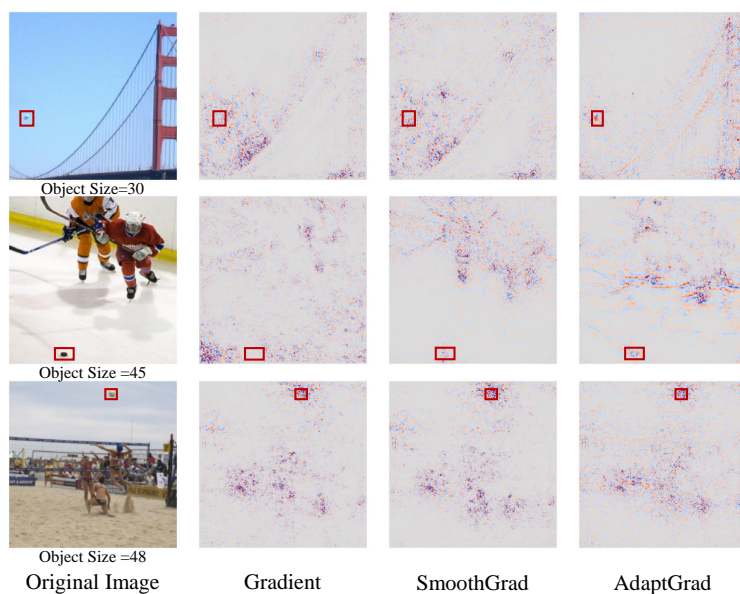 Object Size=30
Object Size =45
Object Size =48
Original Image Gradient SmoothGrad AdaptGrad